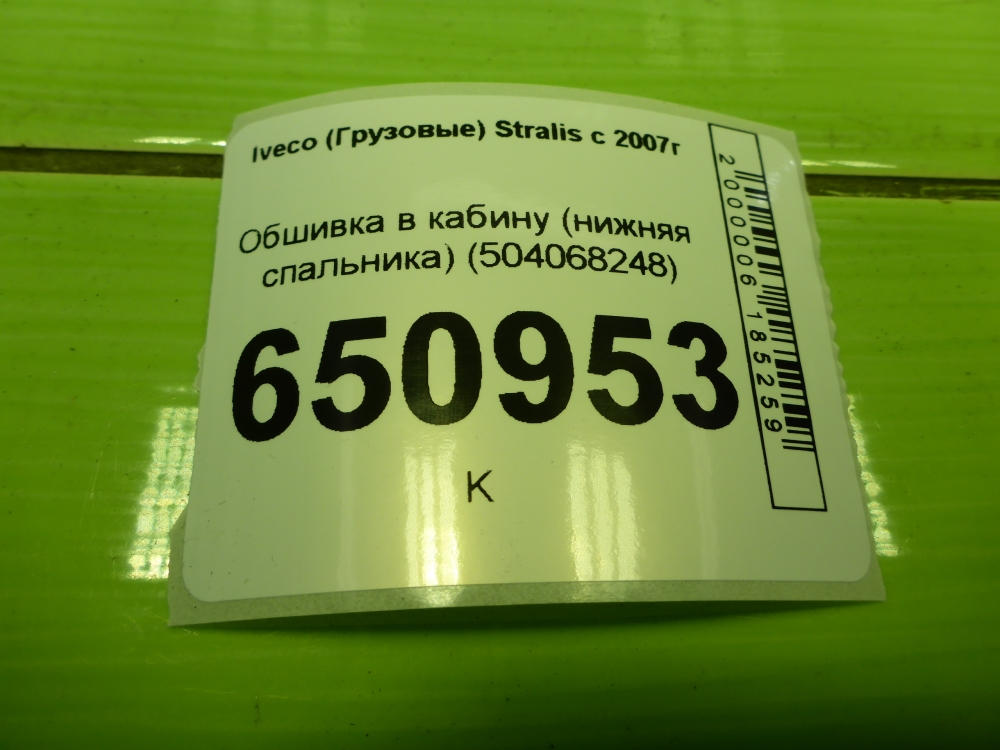 Iveco (Грузовые) Stralis с 2007г
Обшивка в кабину (нижняя
спальника) (504068248)
650953
К
2000006185259